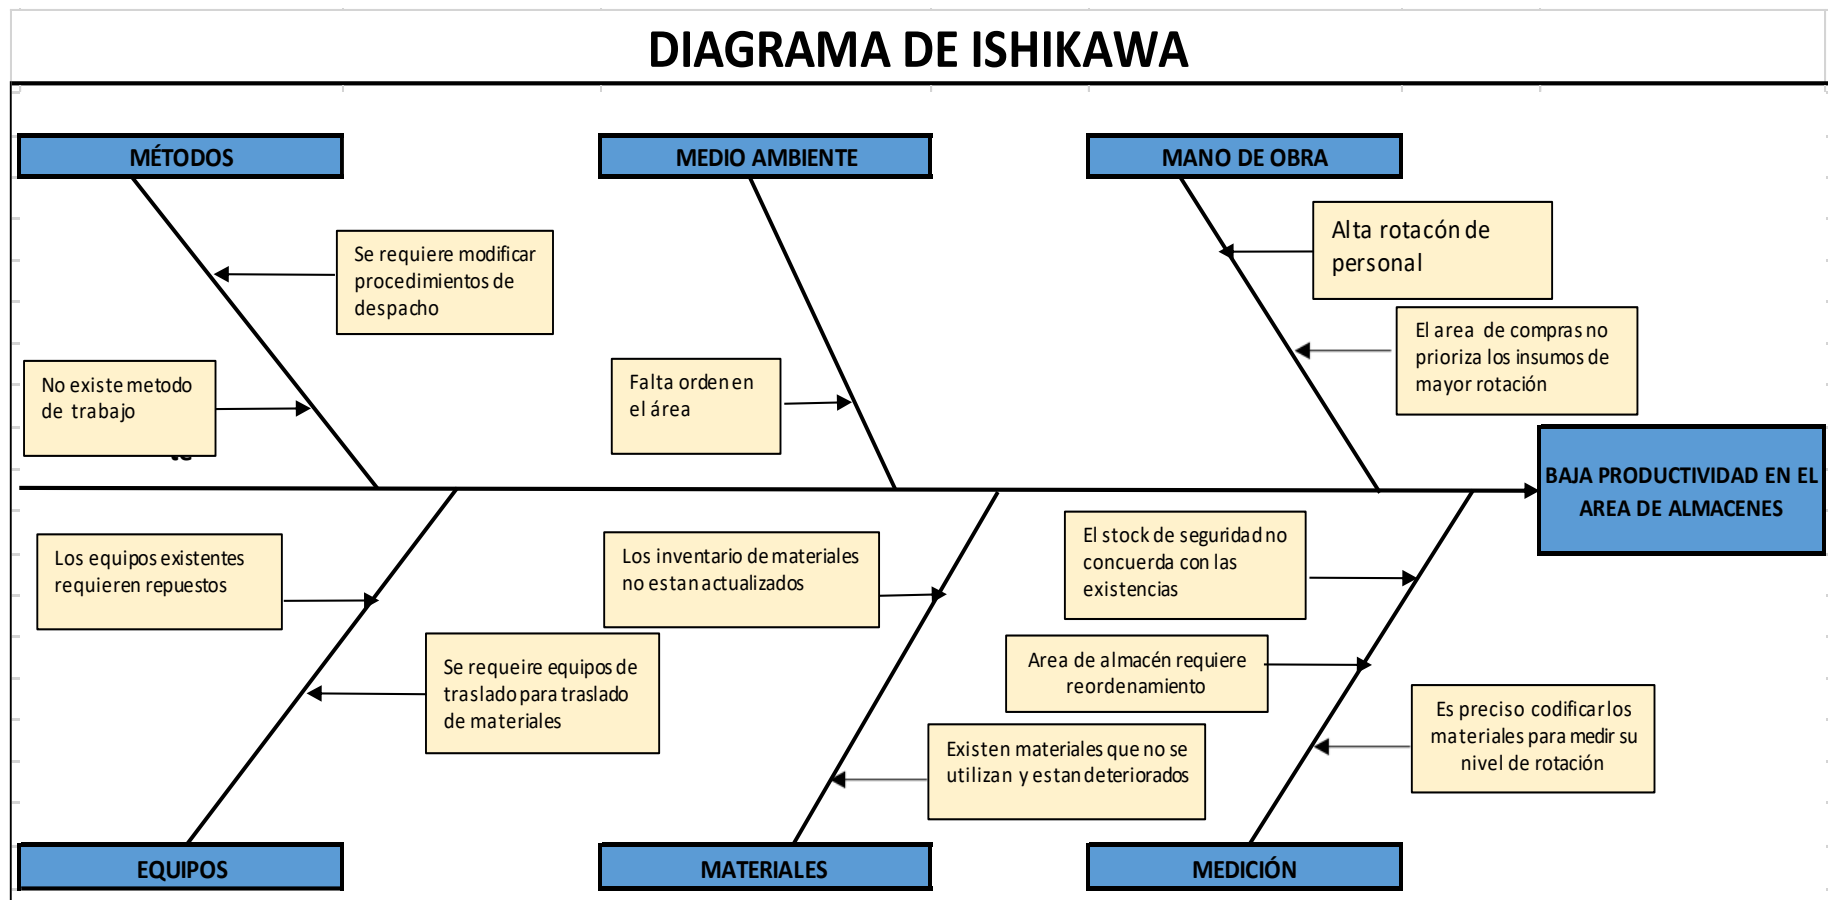 DIAGRAMA DE ISHIKAWA
MÉTODOS
MEDIO AMBIENTE
MANO DE OBRA
Se requiere modificar
procedimientos de
despacho
No existe metodo
de trabajo
Falta orden en
el área
Alta rotacón de
personal
El area de compras no
prioriza los insumos de
mayor rotación
BAJA PRODUCTIVIDAD EN EL
AREA DE ALMACENES
Los equipos existentes
requieren repuestos
Se requeire equipos de
traslado para traslado
de materiales
Los inventario de materiales
no estan actualizados
Existen materiales que no se
utilizan y estan deteriorados
El stock de seguridad no
concuerda con las
existencias
Area de almacén requiere
reordenamiento
Es preciso codificar los
materiales para medir su
nivel de rotación
EQUIPOS
MATERIALES
MEDICIÓN